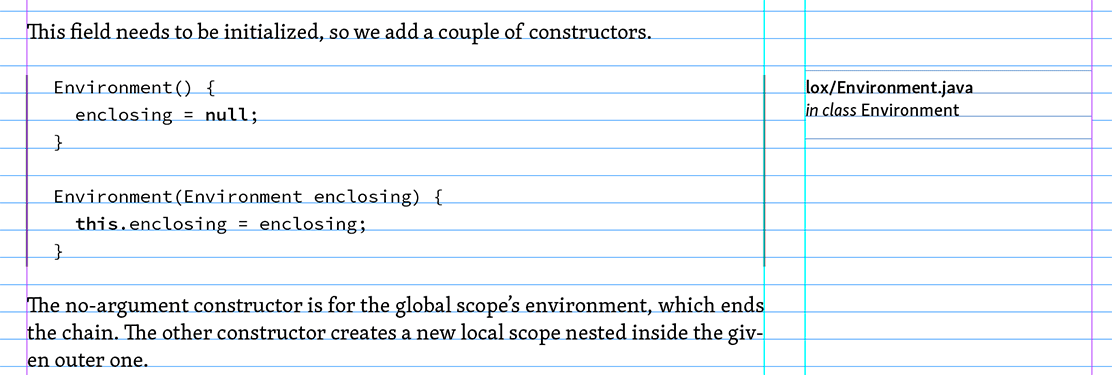 This field needs to be initialized, so we add a couple of constructors.
Environment() {
enclosing = null;
}
Environment(Environment enclosing) {
this.enclosing = enclosing;
}
lox/Environment.java
in class Environment
The no-argument constructor is for the global scope’s environment, which ends
the chain. The other constructor creates a new local scope nested inside the giv-
en outer one.